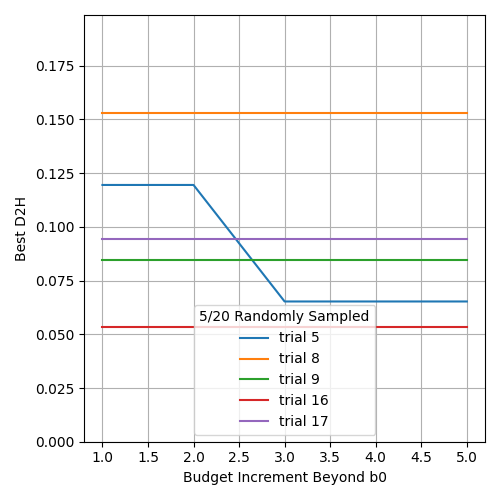 0.175
0.150
0.125
0.100
0.075
0.050
0.025
0.000
Best D2H
5/20 Randomly Sampled
trial 5
trial 8
trial 9
trial 16
trial 17
1.0 1.5 2.0 2.5 3.0 3.5 4.0 4.5 5.0
Budget Increment Beyond b0